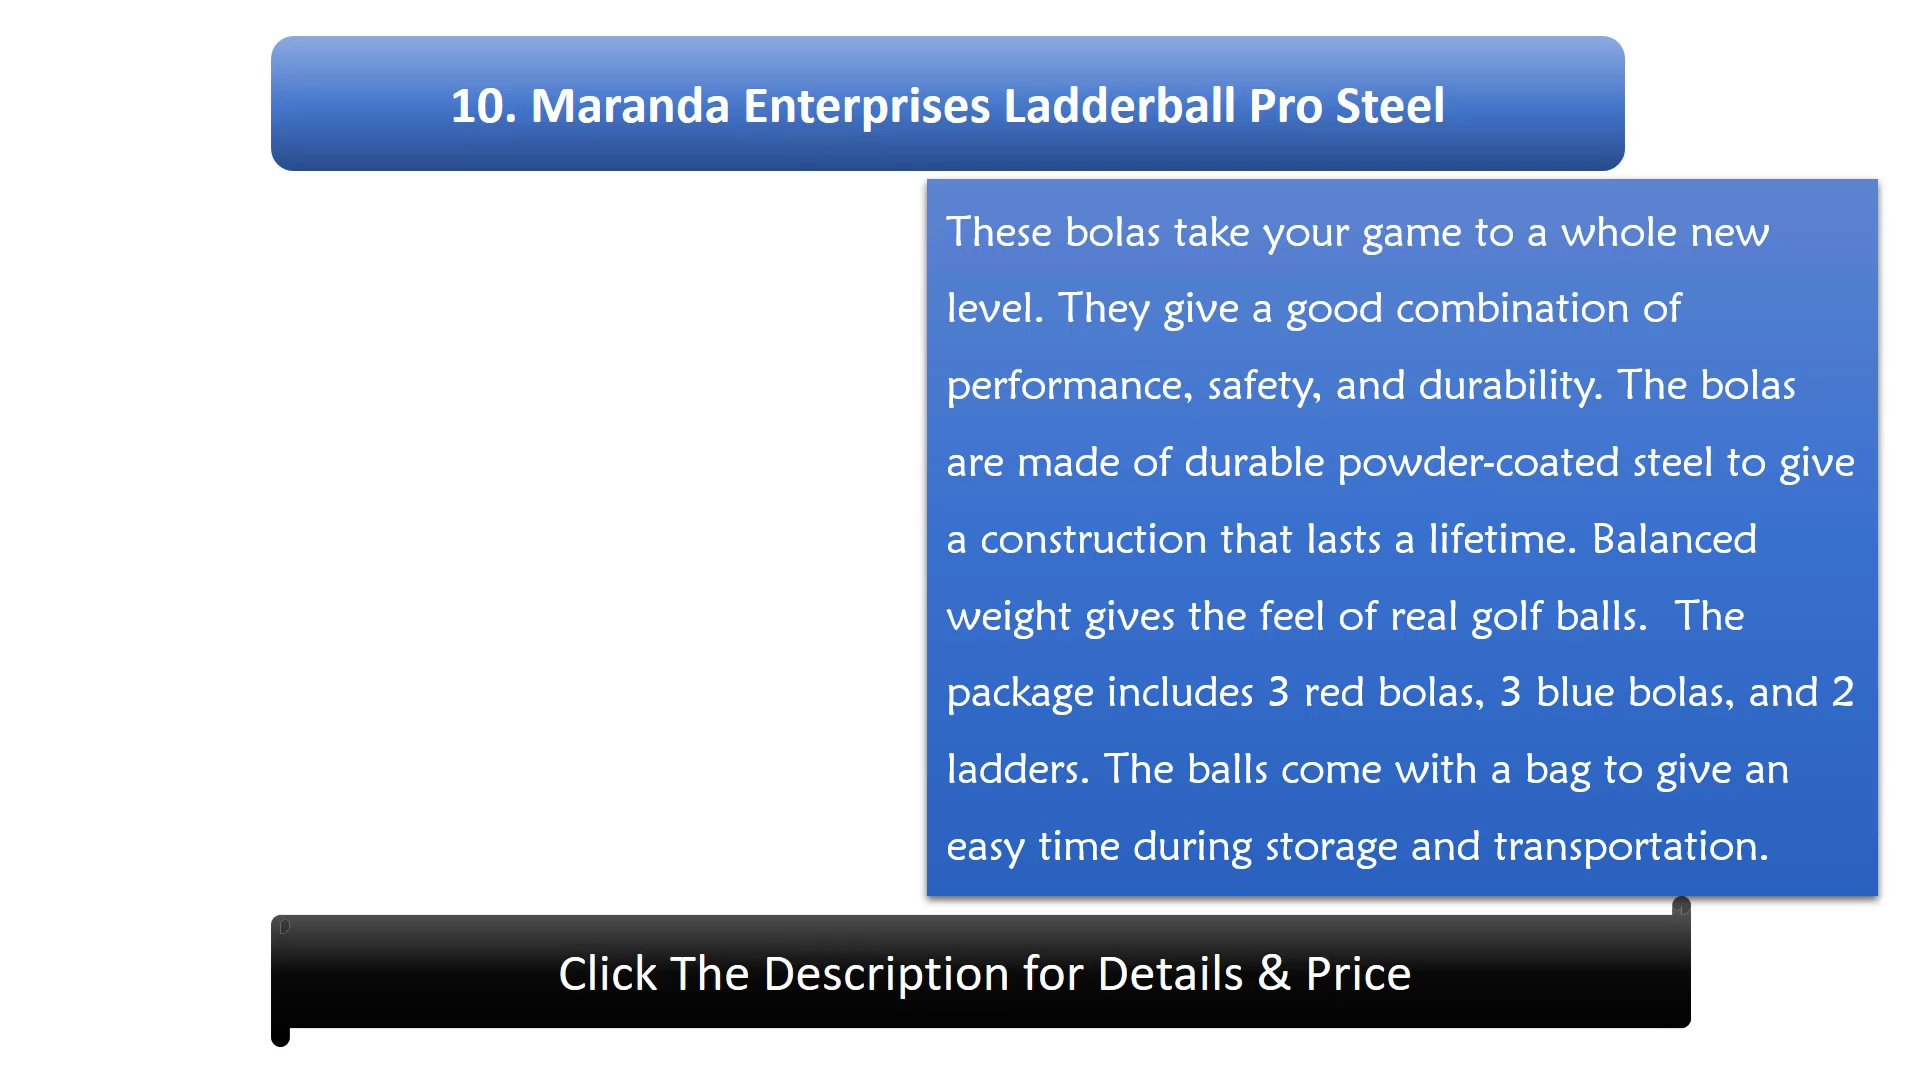 10. Maranda Enterprises Ladderball Pro Steel
These bolas take your game to a whole new
level. They give a good combination of
performance, safety, and durability. The bolas
are made of durable powder-coated steel to give
a construction that lasts a lifetime. Balanced
weight gives the feel of real golf balls.  The
package includes 3 red bolas, 3 blue bolas, and 2
ladders. The balls come with a bag to give an
easy time during storage and transportation.
Click The Description for Details & Price